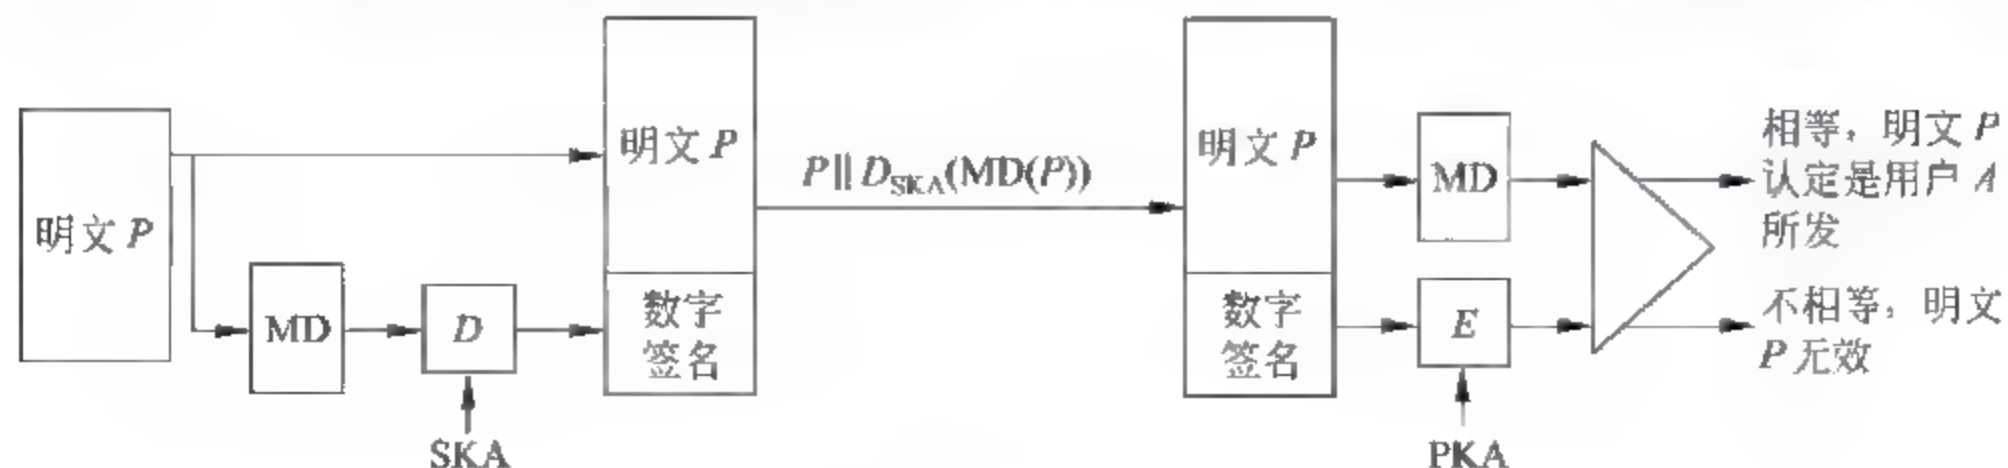 明文 P
MD
D
SKA
明文 P
数字
签名
P‖D_SKA(MD(P))
明文 P
数字
签名
MD
E
PKA
相等，明文 P
认定是用户 A
所发
不相等，明文
P 无效